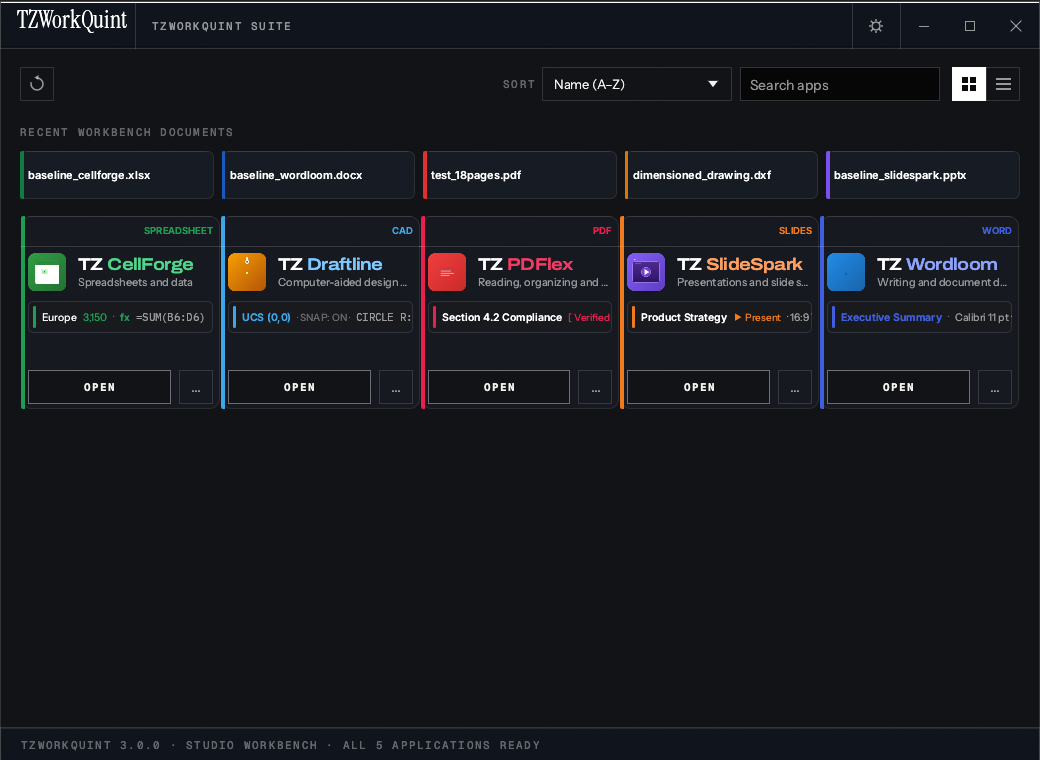 TZWorkQuint
TZWORKQUINT SUITE
SORT
Name (A–Z)
Search apps
RECENT WORKBENCH DOCUMENTS
baseline_cellforge.xlsx
baseline_wordloom.docx
test_18pages.pdf
dimensioned_drawing.dxf
baseline_slidespark.pptx
SPREADSHEET
TZ CellForge
Spreadsheets and data
Europe 3,150 · fx =SUM(B6:D6)
OPEN
...
CAD
TZ Draftline
Computer-aided design ...
UCS (0,0) · SNAP: ON · CIRCLE R:
OPEN
...
PDF
TZ PDFlex
Reading, organizing and ...
Section 4.2 Compliance [ Verified
OPEN
...
SLIDES
TZ SlideSpark
Presentations and slide s...
Product Strategy ▶ Present · 16:9
OPEN
...
WORD
TZ Wordloom
Writing and document d...
Executive Summary · Calibri 11 pt
OPEN
...
TZWORKQUINT 3.0.0 · STUDIO WORKBENCH · ALL 5 APPLICATIONS READY